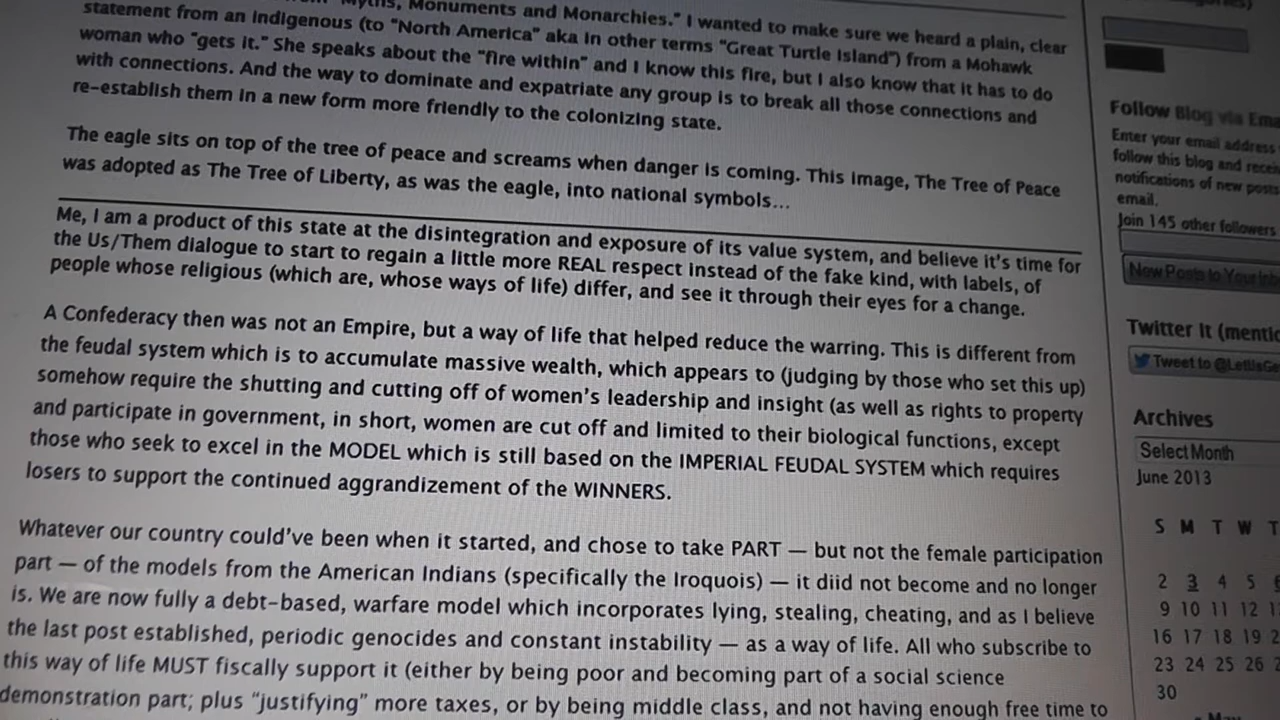 "Myths, Monuments and Monarchies." I wanted to make sure we heard a plain, clear
statement from an Indigenous (to "North America" aka in other terms "Great Turtle Island") from a Mohawk
woman who "gets it." She speaks about the "fire within" and I know this fire, but I also know that it has to do
with connections. And the way to dominate and expatriate any group is to break all those connections and
re-establish them in a new form more friendly to the colonizing state.
The eagle sits on top of the tree of peace and screams when danger is coming. This image, The Tree of Peace
was adopted as The Tree of Liberty, as was the eagle, into national symbols...
Me, I am a product of this state at the disintegration and exposure of its value system, and believe it's time for
the Us/Them dialogue to start to regain a little more REAL respect instead of the fake kind, with labels, of
people whose religious (which are, whose ways of life) differ, and see it through their eyes for a change.
A Confederacy then was not an Empire, but a way of life that helped reduce the warring. This is different from
the feudal system which is to accumulate massive wealth, which appears to (judging by those who set this up)
somehow require the shutting and cutting off of women's leadership and insight (as well as rights to property
and participate in government, in short, women are cut off and limited to their biological functions, except
those who seek to excel in the MODEL which is still based on the IMPERIAL FEUDAL SYSTEM which requires
losers to support the continued aggrandizement of the WINNERS.
Whatever our country could've been when it started, and chose to take PART — but not the female participation
part — of the models from the American Indians (specifically the Iroquois) — it diid not become and no longer
is. We are now fully a debt-based, warfare model which incorporates lying, stealing, cheating, and as I believe
the last post established, periodic genocides and constant instability — as a way of life. All who subscribe to
this way of life MUST fiscally support it (either by being poor and becoming part of a social science
demonstration part; plus "justifying" more taxes, or by being middle class, and not having enough free time to
Follow Blog via Ema
Enter your email address
follow this blog and recei
notifications of new posts
email.
Join 145 other followers
Twitter It (mentio
Tweet to @LetUsGe
Archives
Select Month
June 2013
S M T W T
2 3 4 5
9 10 11 12 1
16 17 18 19 2
23 24 25 26 2
30
« May